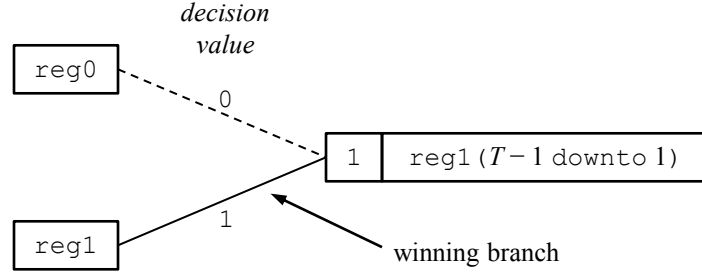 decision
value
reg0
0
1 reg1(T − 1 downto 1)
1
reg1
winning branch